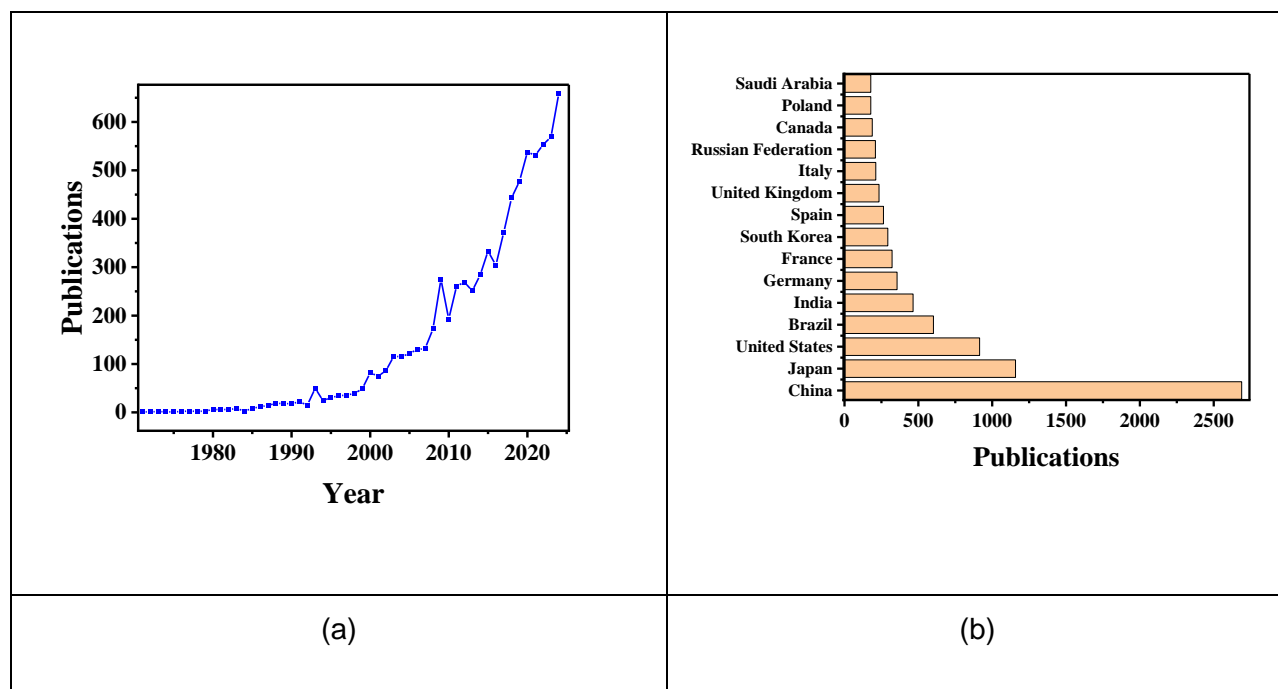 600
500
400
300
200
100
0
1980 1990 2000 2010 2020
Publications
Year
Saudi Arabia
Poland
Canada
Russian Federation
Italy
United Kingdom
Spain
South Korea
France
Germany
India
Brazil
United States
Japan
China
0 500 1000 1500 2000 2500
Publications
(a)
(b)